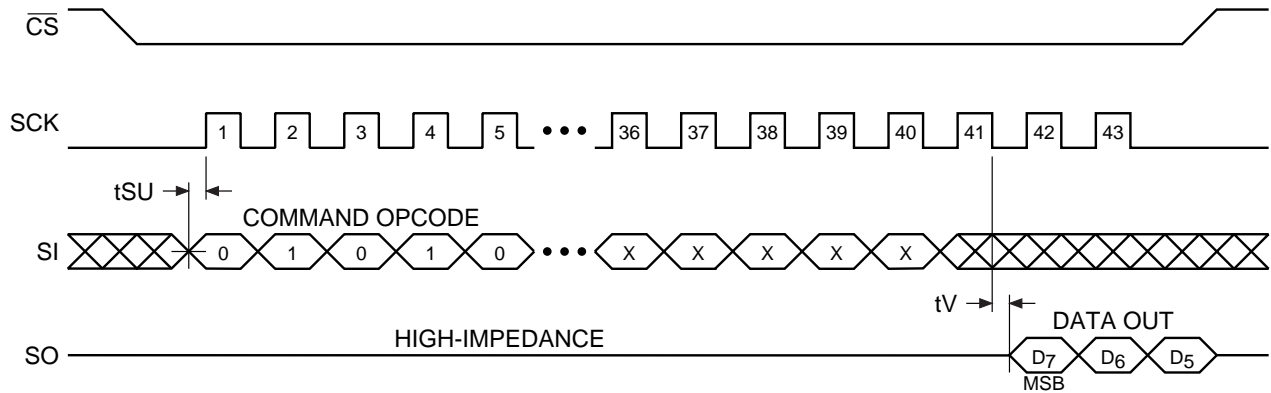 CS
SCK
1 2 3 4 5 ••• 36 37 38 39 40 41 42 43
tSU
COMMAND OPCODE
SI
0 1 0 1 0 ••• X X X X X
tV
DATA OUT
HIGH-IMPEDANCE
SO
D7 D6 D5
MSB